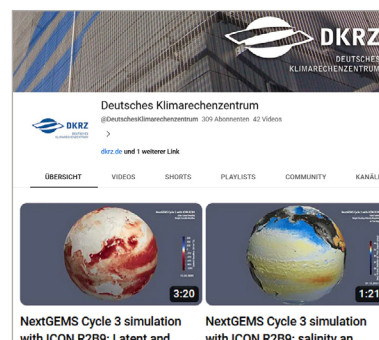 DKRZ
DEUTSCHES
KLIMARECHENZENTRUM
Deutsches Klimarechenzentrum
@DeutschesKlimarechenzentrum 309 Abonnenten 42 Videos
dkrz.de und 1 weiterer Link
DKRZ
DEUTSCHES
KLIMARECHENZENTRUM
ÜBERSICHT VIDEOS SHORTS PLAYLISTS COMMUNITY KANÄL
3:20
1:21
NextGEMS Cycle 3 simulation
with ICON R2B9: Latent and
NextGEMS Cycle 3 simulation
with ICON R2B9: salinity an